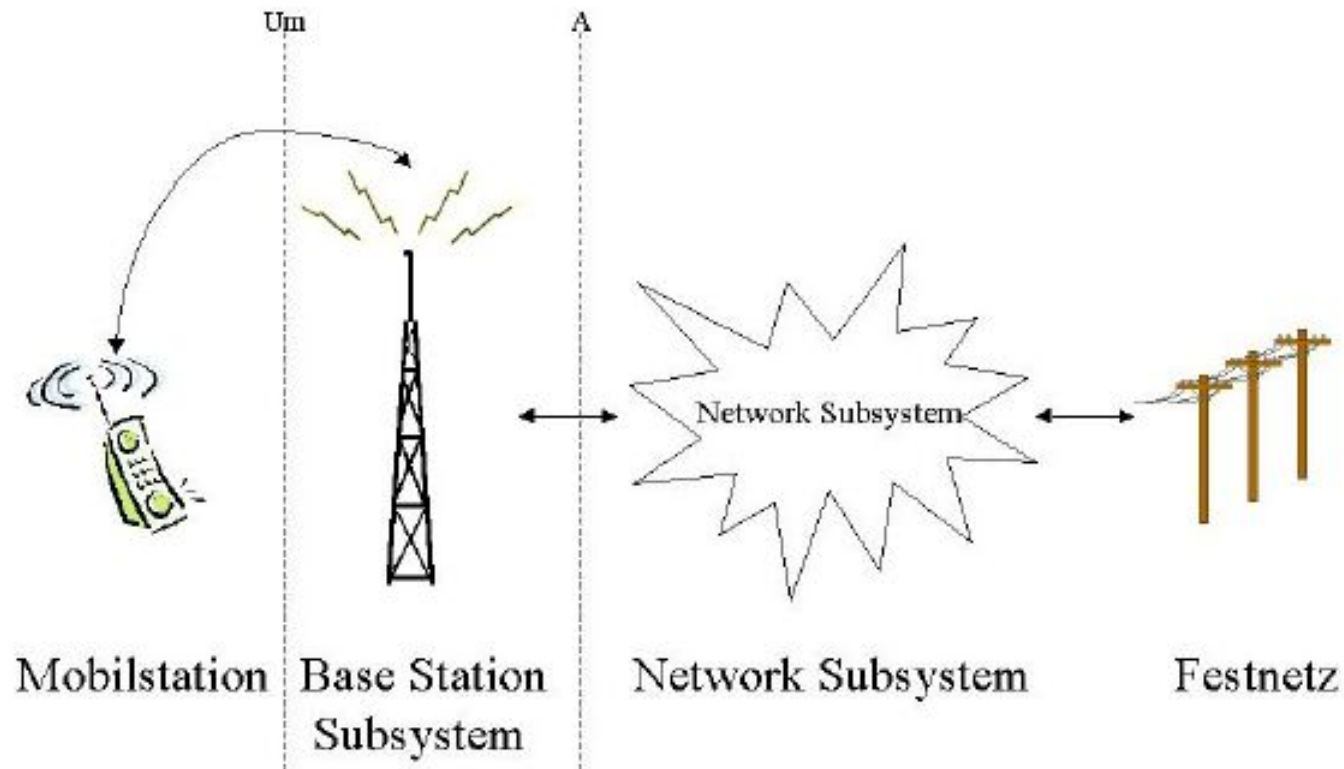 Um
A
Network Subsystem
Mobilstation
Base Station
Subsystem
Network Subsystem
Festnetz